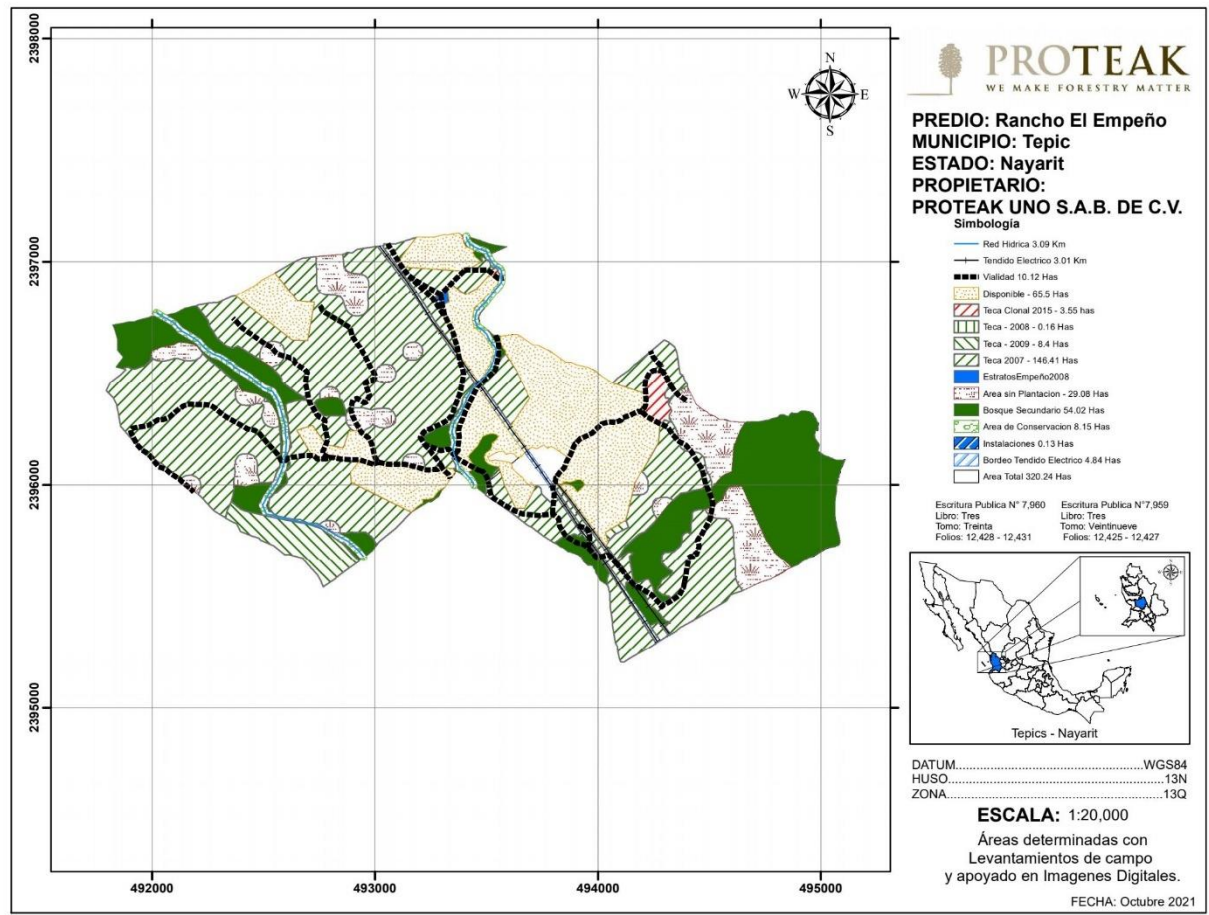 2398000
2397000
2396000
2395000
492000
493000
494000
495000
N
W
E
S
PROTEAK
WE MAKE FORESTRY MATTER
PREDIO: Rancho El Empeño
MUNICIPIO: Tepic
ESTADO: Nayarit
PROPIETARIO:
PROTEAK UNO S.A.B. DE C.V.
Simbología
Red Hidrica 3.09 Km
Tendido Electrico 3.01 Km
Vialidad 10.12 Has
Disponible - 65.5 Has
Teca Clonal 2015 - 3.55 has
Teca - 2008 - 0.16 Has
Teca - 2009 - 8.4 Has
Teca 2007 - 146.41 Has
EstratosEmpeño2008
Area sin Plantacion - 29.08 Has
Bosque Secundario 54.02 Has
Area de Conservacion 8.15 Has
Instalaciones 0.13 Has
Bordeo Tendido Electrico 4.84 Has
Area Total 320.24 Has
Escritura Publica N° 7,960
Libro: Tres
Tomo: Treinta
Folios: 12,428 - 12,431
Escritura Publica N°7,959
Libro: Tres
Tomo: Veintinueve
Folios: 12,425 - 12,427
Tepics - Nayarit
DATUM..................................................WGS84
HUSO........................................................13N
ZONA........................................................13Q
ESCALA: 1:20,000
Áreas determinadas con
Levantamientos de campo
y apoyado en Imagenes Digitales.
FECHA: Octubre 2021